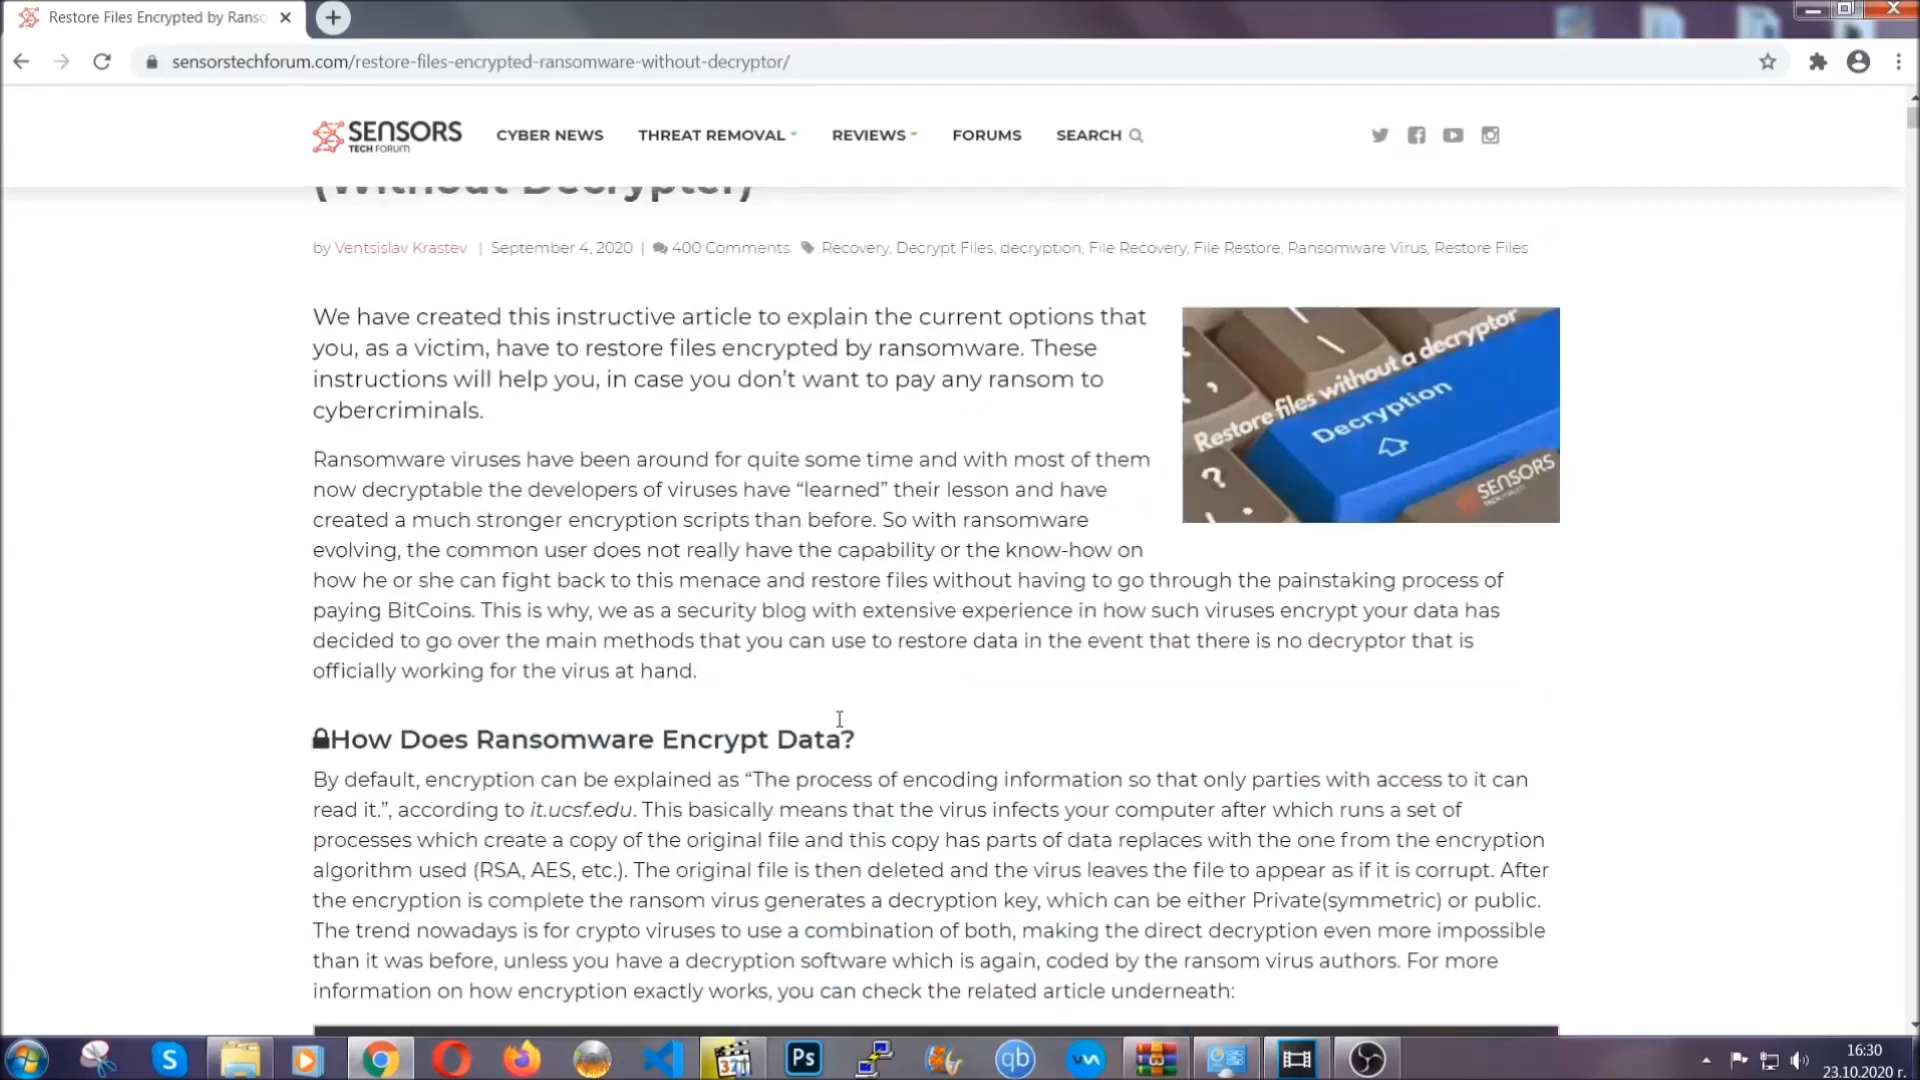 Restore Files Encrypted by Ranso
sensorstechforum.com/restore-files-encrypted-ransomware-without-decryptor/
SENSORS
TECH FORUM
CYBER NEWS
THREAT REMOVAL
REVIEWS
FORUMS
SEARCH
(Without Decrypter)
by Ventsislav Krastev | September 4, 2020 | 400 Comments Recovery, Decrypt Files, decryption, File Recovery, File Restore, Ransomware Virus, Restore Files
We have created this instructive article to explain the current options that
you, as a victim, have to restore files encrypted by ransomware. These
instructions will help you, in case you don’t want to pay any ransom to
cybercriminals.
Restore files without a decryptor
Decryption
SENSORS
Ransomware viruses have been around for quite some time and with most of them
now decryptable the developers of viruses have “learned” their lesson and have
created a much stronger encryption scripts than before. So with ransomware
evolving, the common user does not really have the capability or the know-how on
how he or she can fight back to this menace and restore files without having to go through the painstaking process of
paying BitCoins. This is why, we as a security blog with extensive experience in how such viruses encrypt your data has
decided to go over the main methods that you can use to restore data in the event that there is no decryptor that is
officially working for the virus at hand.
How Does Ransomware Encrypt Data?
By default, encryption can be explained as “The process of encoding information so that only parties with access to it can
read it.”, according to it.ucsf.edu. This basically means that the virus infects your computer after which runs a set of
processes which create a copy of the original file and this copy has parts of data replaces with the one from the encryption
algorithm used (RSA, AES, etc.). The original file is then deleted and the virus leaves the file to appear as if it is corrupt. After
the encryption is complete the ransom virus generates a decryption key, which can be either Private(symmetric) or public.
The trend nowadays is for crypto viruses to use a combination of both, making the direct decryption even more impossible
than it was before, unless you have a decryption software which is again, coded by the ransom virus authors. For more
information on how encryption exactly works, you can check the related article underneath:
S
321
Ps
qb
16:30
23.10.2020 г.